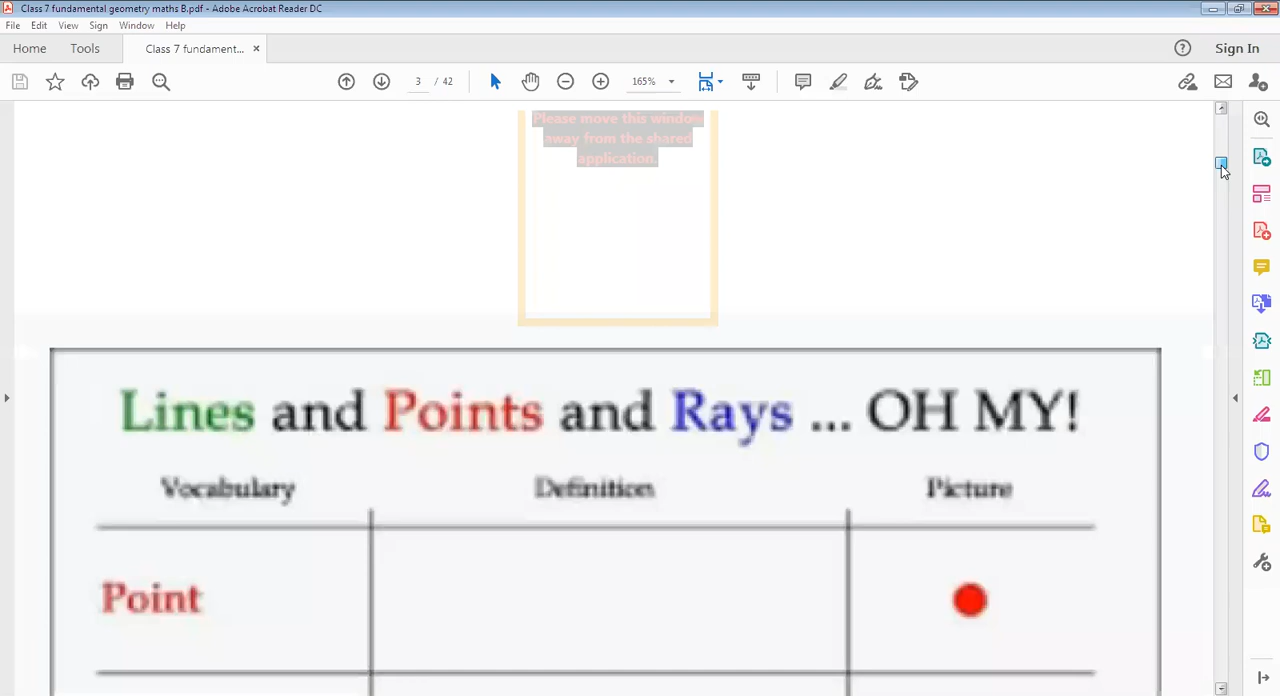 Class 7 fundamental geometry maths B.pdf - Adobe Acrobat Reader DC
File Edit View Sign Window Help
Home Tools Class 7 fundament... × Sign In
3 / 42 165%
Please move this window
away from the shared
application.
Lines and Points and Rays ... OH MY!
Vocabulary Definition Picture
Point